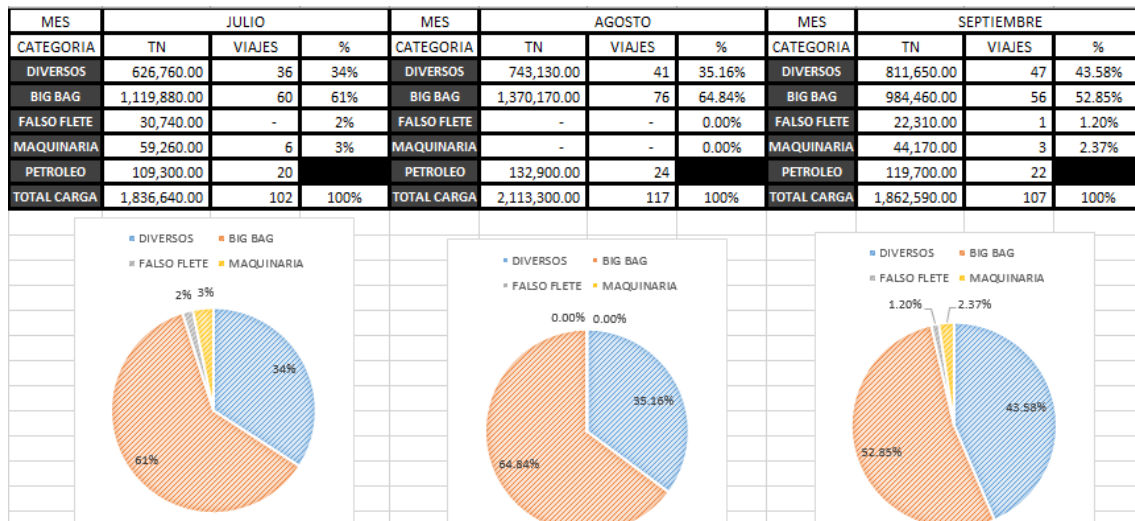 MES JULIO MES AGOSTO MES SEPTIEMBRE
CATEGORIA TN VIAJES % CATEGORIA TN VIAJES % CATEGORIA TN VIAJES %
DIVERSOS 626,760.00 36 34% DIVERSOS 743,130.00 41 35.16% DIVERSOS 811,650.00 47 43.58%
BIG BAG 1,119,880.00 60 61% BIG BAG 1,370,170.00 76 64.84% BIG BAG 984,460.00 56 52.85%
FALSO FLETE 30,740.00 - 2% FALSO FLETE - - 0.00% FALSO FLETE 22,310.00 1 1.20%
MAQUINARIA 59,260.00 6 3% MAQUINARIA - - 0.00% MAQUINARIA 44,170.00 3 2.37%
PETROLEO 109,300.00 20 PETROLEO 132,900.00 24 PETROLEO 119,700.00 22
TOTAL CARGA 1,836,640.00 102 100% TOTAL CARGA 2,113,300.00 117 100% TOTAL CARGA 1,862,590.00 107 100%
DIVERSOS BIG BAG
FALSO FLETE MAQUINARIA
2% 3%
34%
61%
DIVERSOS BIG BAG
FALSO FLETE MAQUINARIA
0.00% 0.00%
35.16%
64.84%
DIVERSOS BIG BAG
FALSO FLETE MAQUINARIA
1.20% 2.37%
43.58%
52.85%